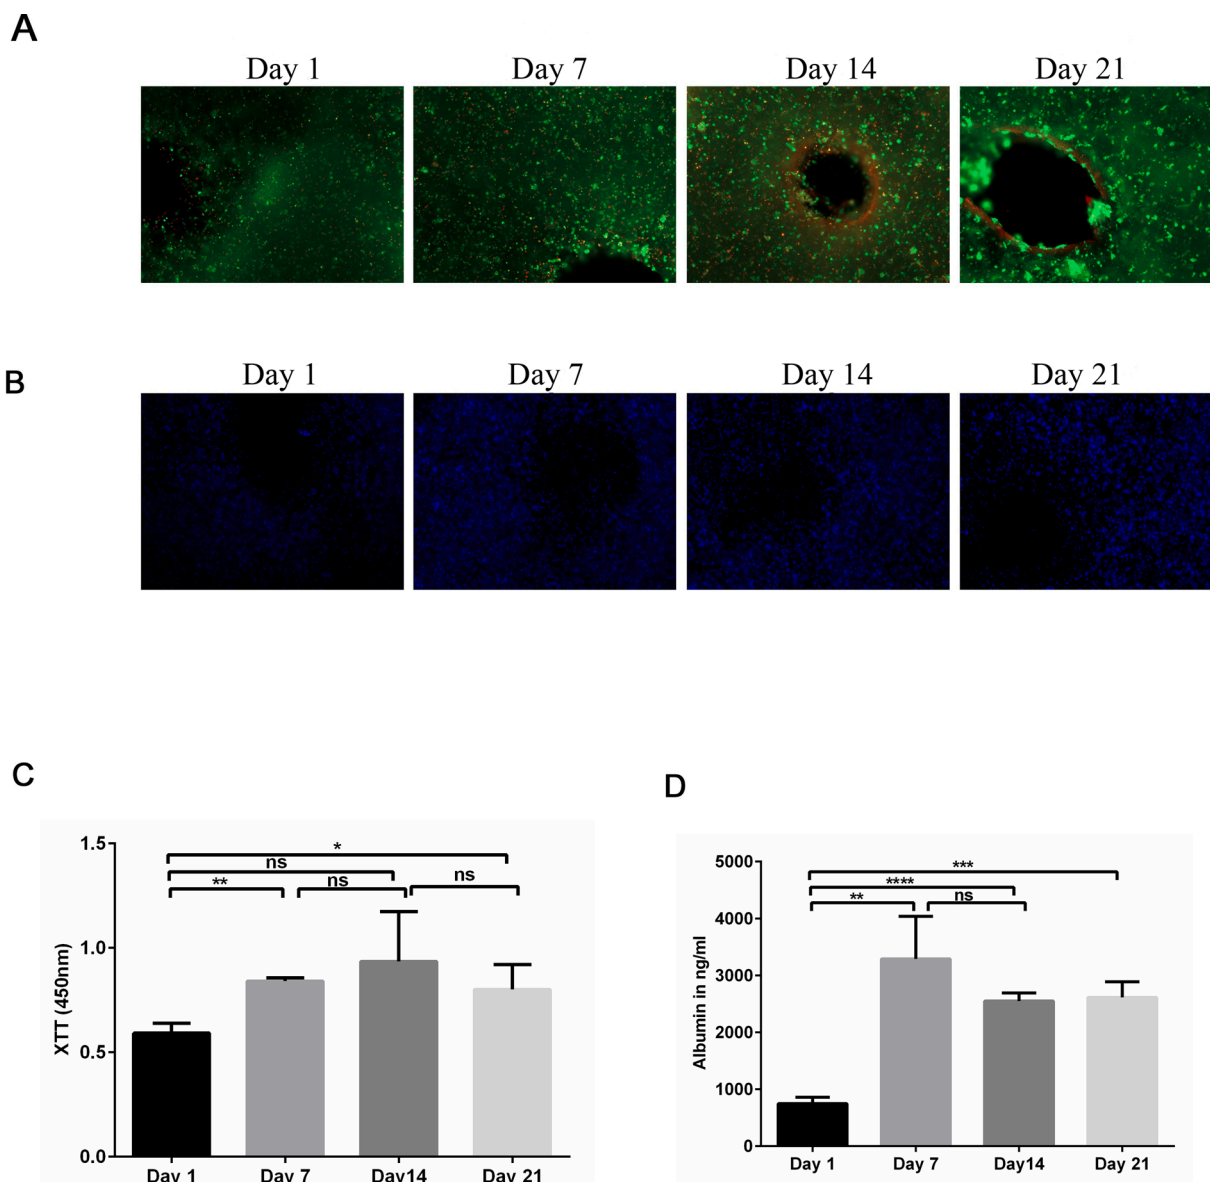 A
Day 1 Day 7 Day 14 Day 21
B
Day 1 Day 7 Day 14 Day 21
C
XTT (450nm)
1.5
1.0
0.5
0.0
*
ns
** ns ns
Day 1 Day 7 Day14 Day 21
D
Albumin in ng/ml
5000
4000
3000
2000
1000
0
***
****
** ns
Day 1 Day 7 Day14 Day 21